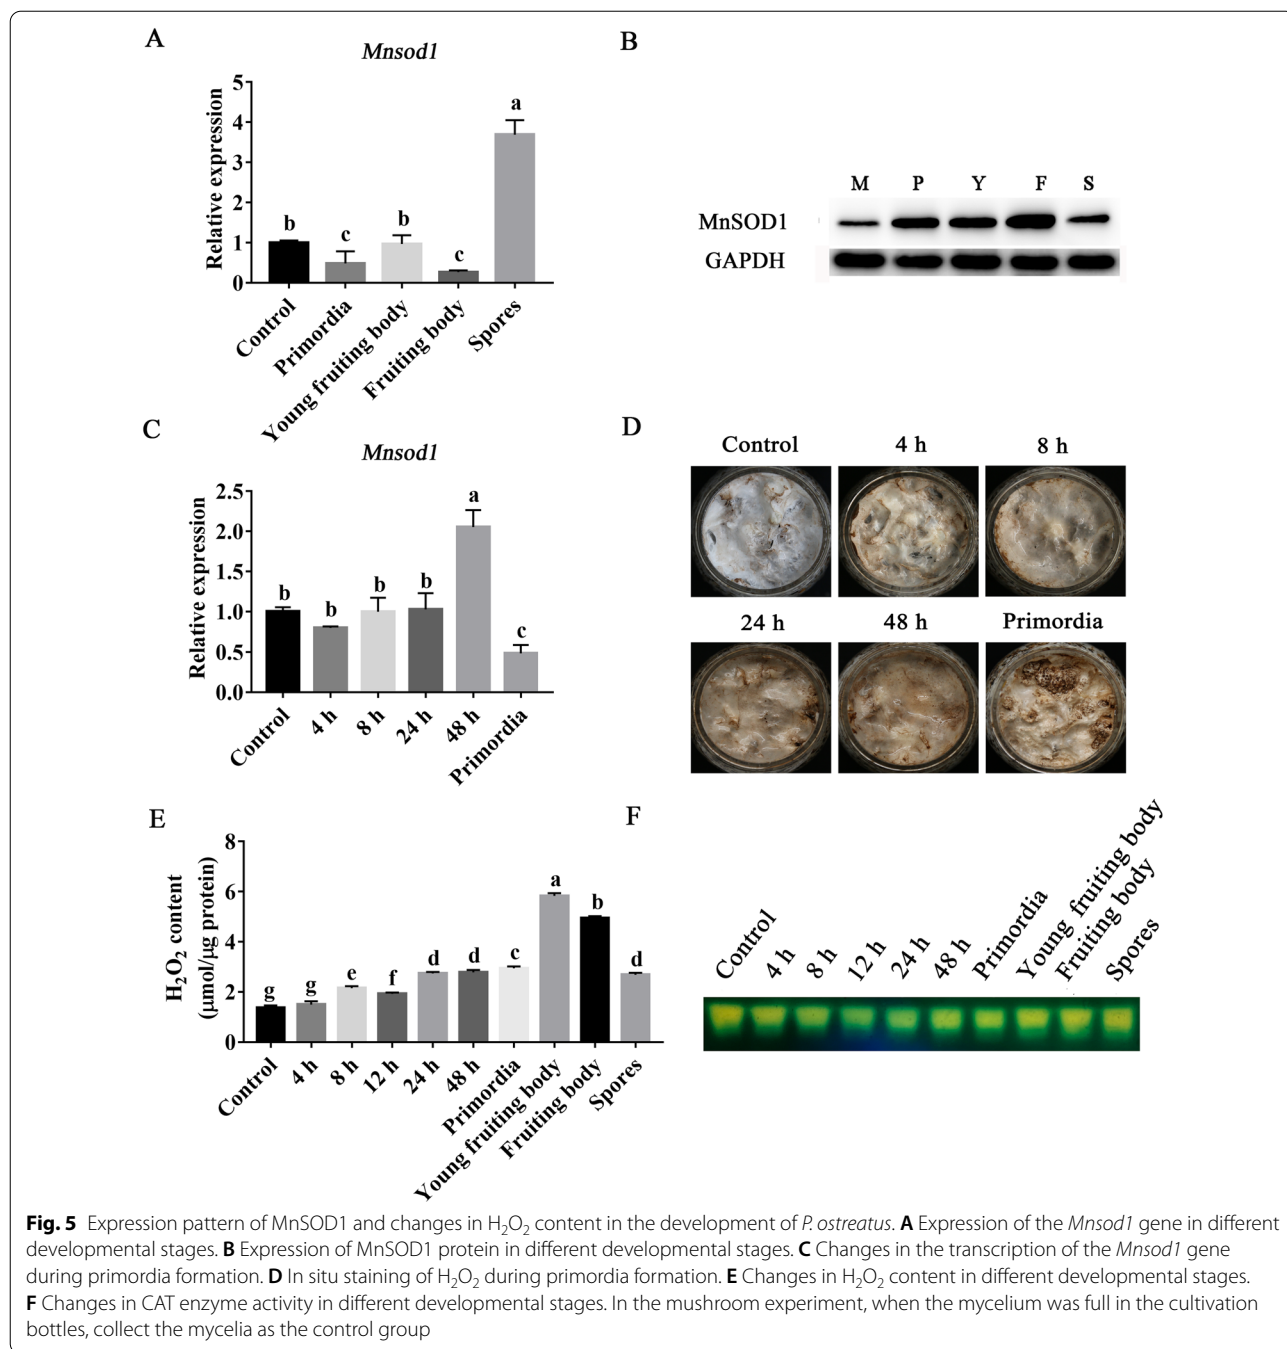 A
Mnsod1
Relative expression
5
4
3
2
1
0
b
c
b
c
a
Control
Primordia
Young fruiting body
Fruiting body
Spores
B
M P Y F S
MnSOD1
GAPDH
C
Mnsod1
Relative expression
2.5
2.0
1.5
1.0
0.5
0.0
b
b
b
b
a
c
Control
4 h
8 h
24 h
48 h
Primordia
D
Control 4 h 8 h
24 h 48 h Primordia
E
H₂O₂ content
(μmol/μg protein)
8
6
4
2
0
g
g
e
f
d
d
c
a
b
d
Control
4 h
8 h
12 h
24 h
48 h
Primordia
Young fruiting body
Fruiting body
Spores
F
Control
4 h
8 h
12 h
24 h
48 h
Primordia
Young fruiting body
Fruiting body
Spores
Fig. 5 Expression pattern of MnSOD1 and changes in H₂O₂ content in the development of P. ostreatus. A Expression of the Mnsod1 gene in different
developmental stages. B Expression of MnSOD1 protein in different developmental stages. C Changes in the transcription of the Mnsod1 gene
during primordia formation. D In situ staining of H₂O₂ during primordia formation. E Changes in H₂O₂ content in different developmental stages.
F Changes in CAT enzyme activity in different developmental stages. In the mushroom experiment, when the mycelium was full in the cultivation
bottles, collect the mycelia as the control group